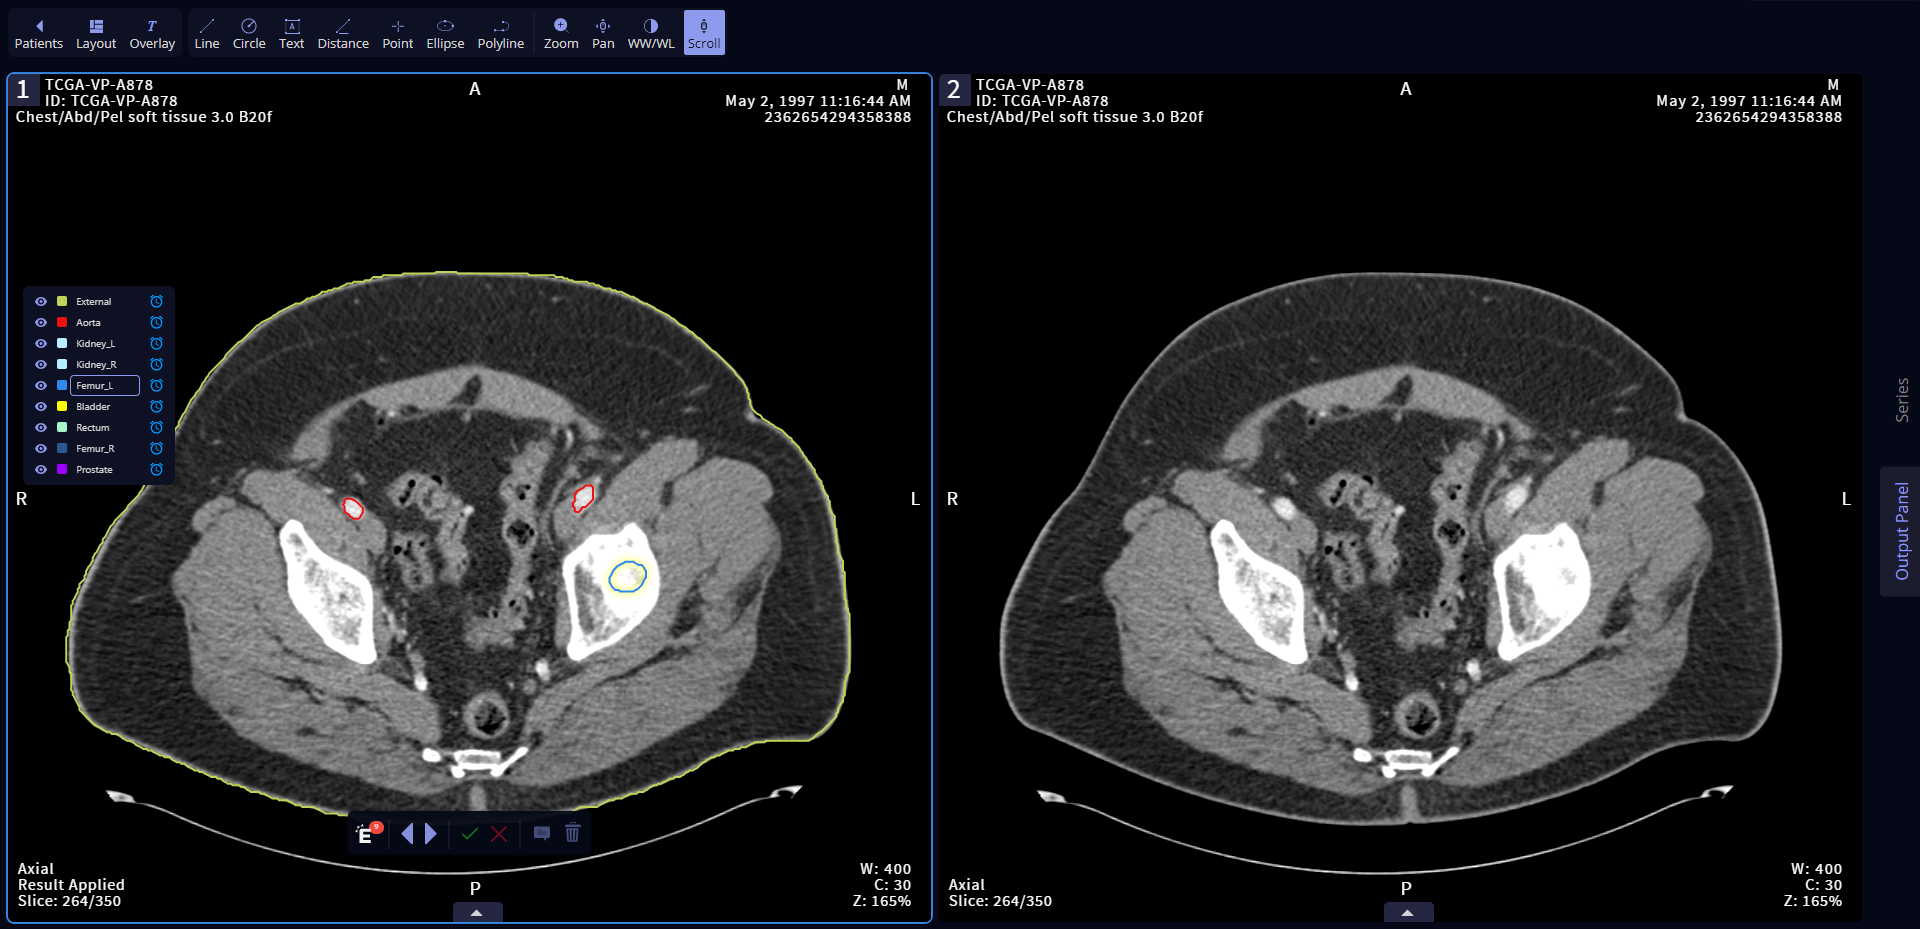 Patients Layout Overlay Line Circle Text Distance Point Ellipse Polyline Zoom Pan WW/WL Scroll
1
TCGA-VP-A878
ID: TCGA-VP-A878
Chest/Abd/Pel soft tissue 3.0 B20f
A
M
May 2, 1997 11:16:44 AM
2362654294358388
External
Aorta
Kidney_L
Kidney_R
Femur_L
Bladder
Rectum
Femur_R
Prostate
R
L
E 9
Axial
Result Applied
Slice: 264/350
P
W: 400
C: 30
Z: 165%
2
TCGA-VP-A878
ID: TCGA-VP-A878
Chest/Abd/Pel soft tissue 3.0 B20f
A
M
May 2, 1997 11:16:44 AM
2362654294358388
R
L
Axial
Slice: 264/350
P
W: 400
C: 30
Z: 165%
Series
Output Panel